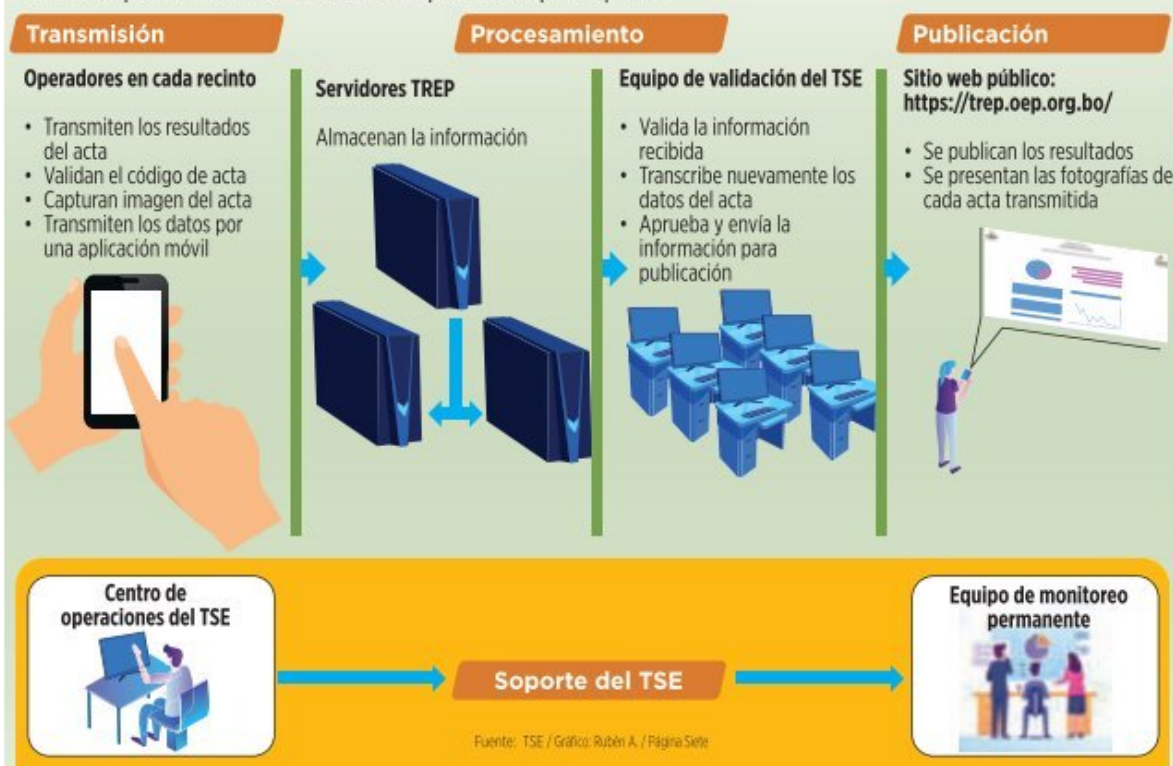 Transmisión
Operadores en cada recinto
• Transmiten los resultados
del acta
• Validan el código de acta
• Capturan imagen del acta
• Transmiten los datos por
una aplicación móvil
Procesamiento
Servidores TREP
Almacenan la información
Equipo de validación del TSE
• Valida la información
recibida
• Transcribe nuevamente los
datos del acta
• Aprueba y envía la
información para
publicación
Publicación
Sitio web público:
https://trep.oep.org.bo/
• Se publican los resultados
• Se presentan las fotografías de
cada acta transmitida
Centro de
operaciones del TSE
Soporte del TSE
Equipo de monitoreo
permanente
Fuente: TSE / Gráfico: Rubén A. / Página Siete